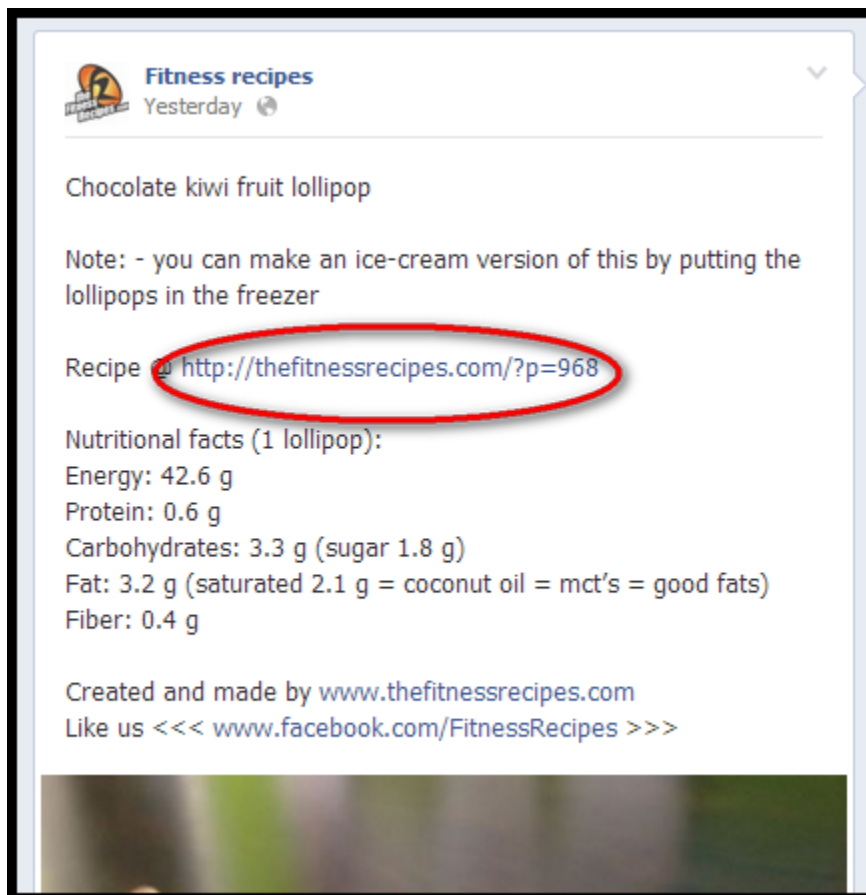 Fitness recipes
Yesterday
Chocolate kiwi fruit lollipop
Note: - you can make an ice-cream version of this by putting the
lollipops in the freezer
Recipe @ http://thefitnessrecipes.com/?p=968
Nutritional facts (1 lollipop):
Energy: 42.6 g
Protein: 0.6 g
Carbohydrates: 3.3 g (sugar 1.8 g)
Fat: 3.2 g (saturated 2.1 g = coconut oil = mct's = good fats)
Fiber: 0.4 g
Created and made by www.thefitnessrecipes.com
Like us <<< www.facebook.com/FitnessRecipes >>>